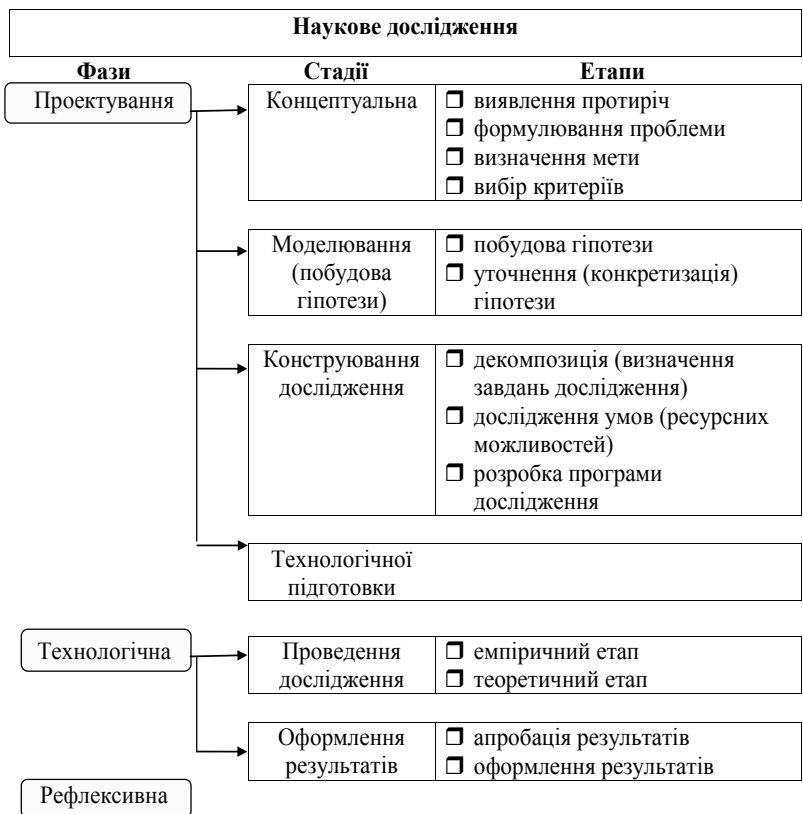 Наукове дослідження
Фази Стадії Етапи
Проектування
Концептуальна
❒ виявлення протиріч
❒ формулювання проблеми
❒ визначення мети
❒ вибір критеріїв
Моделювання
(побудова
гіпотези)
❒ побудова гіпотези
❒ уточнення (конкретизація)
гіпотези
Конструювання
дослідження
❒ декомпозиція (визначення
завдань дослідження)
❒ дослідження умов (ресурсних
можливостей)
❒ розробка програми
дослідження
Технологічної
підготовки
Технологічна
Проведення
дослідження
❒ емпіричний етап
❒ теоретичний етап
Оформлення
результатів
❒ апробація результатів
❒ оформлення результатів
Рефлексивна